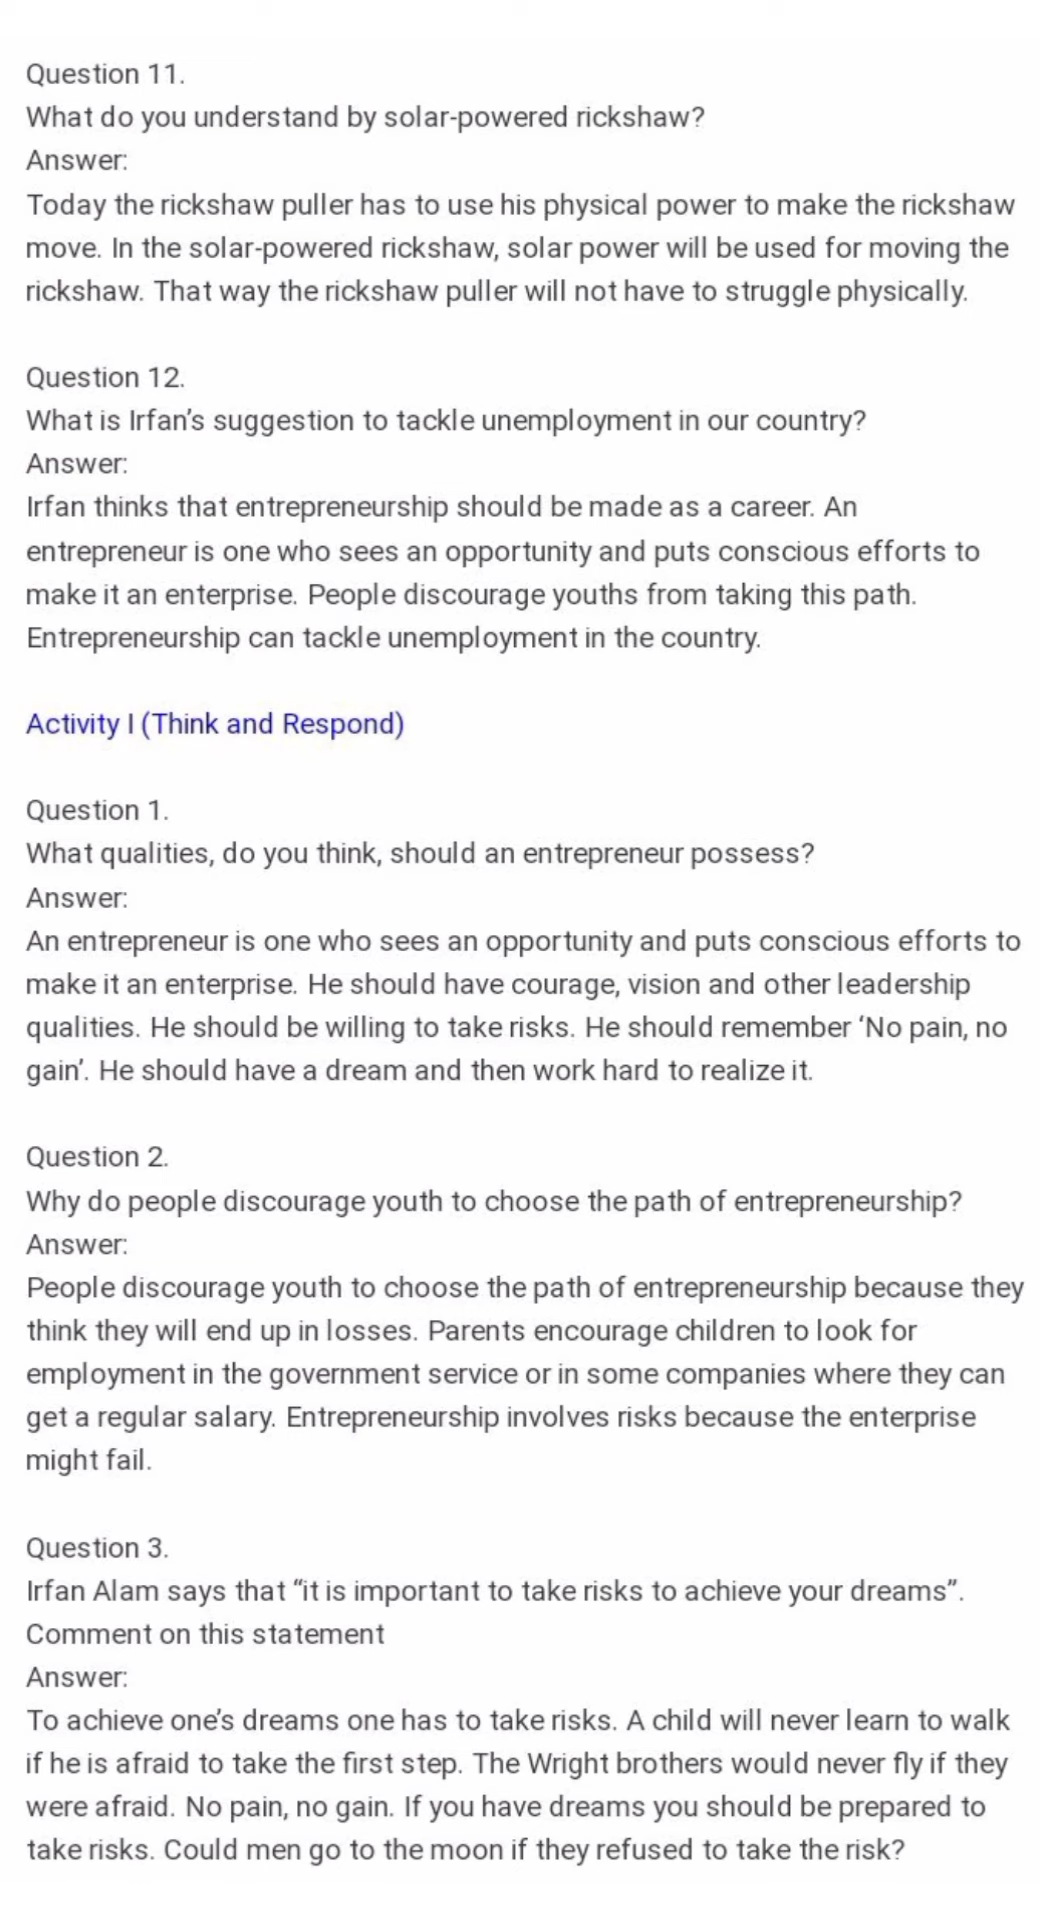 Question 11.
What do you understand by solar-powered rickshaw?
Answer:
Today the rickshaw puller has to use his physical power to make the rickshaw
move. In the solar-powered rickshaw, solar power will be used for moving the
rickshaw. That way the rickshaw puller will not have to struggle physically.
Question 12.
What is Irfan’s suggestion to tackle unemployment in our country?
Answer:
Irfan thinks that entrepreneurship should be made as a career. An
entrepreneur is one who sees an opportunity and puts conscious efforts to
make it an enterprise. People discourage youths from taking this path.
Entrepreneurship can tackle unemployment in the country.
Activity I (Think and Respond)
Question 1.
What qualities, do you think, should an entrepreneur possess?
Answer:
An entrepreneur is one who sees an opportunity and puts conscious efforts to
make it an enterprise. He should have courage, vision and other leadership
qualities. He should be willing to take risks. He should remember ‘No pain, no
gain’. He should have a dream and then work hard to realize it.
Question 2.
Why do people discourage youth to choose the path of entrepreneurship?
Answer:
People discourage youth to choose the path of entrepreneurship because they
think they will end up in losses. Parents encourage children to look for
employment in the government service or in some companies where they can
get a regular salary. Entrepreneurship involves risks because the enterprise
might fail.
Question 3.
Irfan Alam says that “it is important to take risks to achieve your dreams”.
Comment on this statement
Answer:
To achieve one’s dreams one has to take risks. A child will never learn to walk
if he is afraid to take the first step. The Wright brothers would never fly if they
were afraid. No pain, no gain. If you have dreams you should be prepared to
take risks. Could men go to the moon if they refused to take the risk?